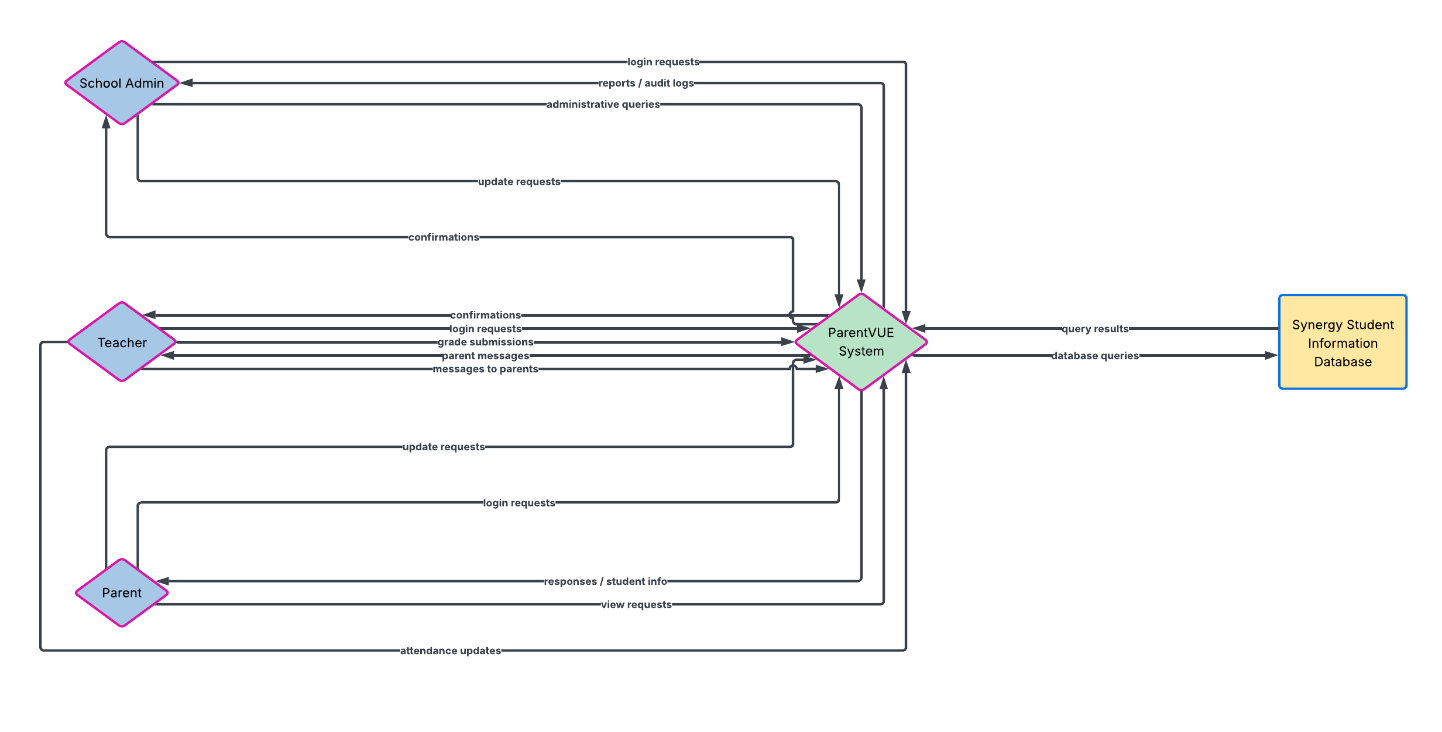 login requests
School Admin
reports / audit logs
administrative queries
update requests
confirmations
confirmations
login requests
Teacher
grade submissions
parent messages
messages to parents
ParentVUE
System
query results
database queries
Synergy Student
Information
Database
update requests
login requests
responses / student info
Parent
view requests
attendance updates